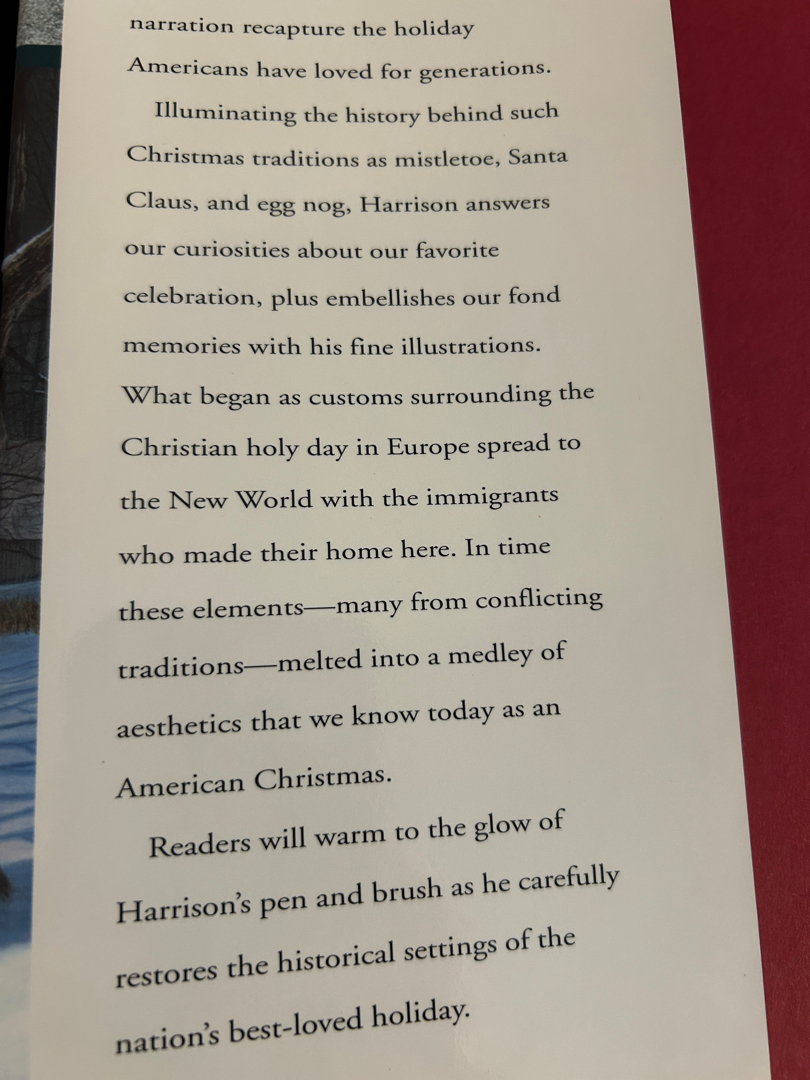 narration recapture the holiday
Americans have loved for generations.
Illuminating the history behind such
Christmas traditions as mistletoe, Santa
Claus, and egg nog, Harrison answers
our curiosities about our favorite
celebration, plus embellishes our fond
memories with his fine illustrations.
What began as customs surrounding the
Christian holy day in Europe spread to
the New World with the immigrants
who made their home here. In time
these elements—many from conflicting
traditions—melted into a medley of
aesthetics that we know today as an
American Christmas.
Readers will warm to the glow of
Harrison’s pen and brush as he carefully
restores the historical settings of the
nation’s best-loved holiday.